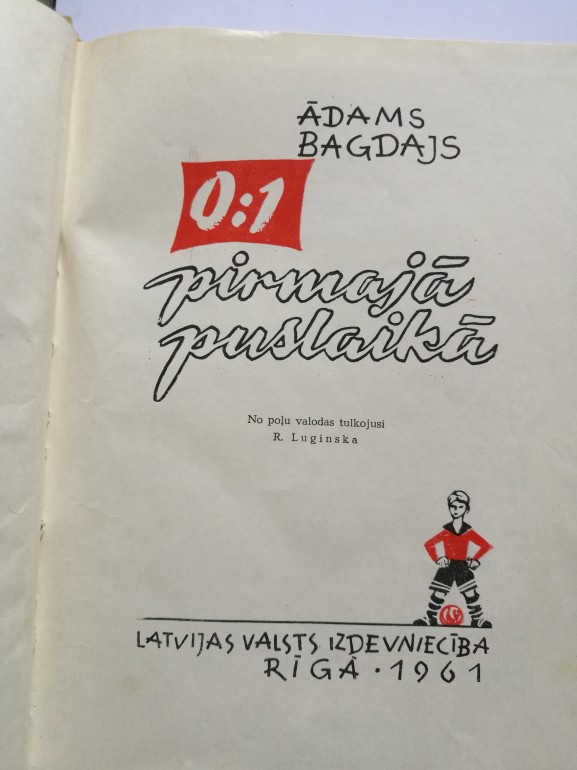 ĀDAMS
BAGDAJS
0:1
pirmajā
puslaikā
No poļu valodas tulkojusi
R. Luginska
LATVIJAS VALSTS IZDEVNIECĪBA
RĪGĀ · 1961